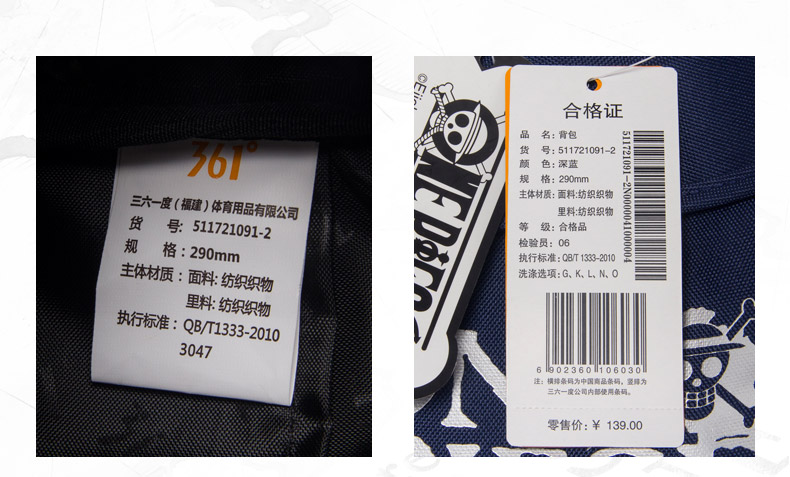 361°
三六一度（福建）体育用品有限公司
货 号: 511721091-2
规 格：290mm
主体材质：面料: 纺织织物
里料: 纺织织物
执行标准：QB/T1333-2010
3047
ONE PIECE
合格证
品 名: 背包
货 号: 511721091-2
颜 色: 深蓝
规 格: 290mm
主体材质: 面料:纺织织物
里料:纺织织物
等 级: 合格品
检验员: 06
执行标准: QB/T 1333-2010
洗涤选项: G、K、L、N、O
511721091-2N00000410000004
6 902360 106030
注: 横排条码为中国商品条码，竖排为
三六一度公司内部使用条码。
零售价: ¥ 139.00